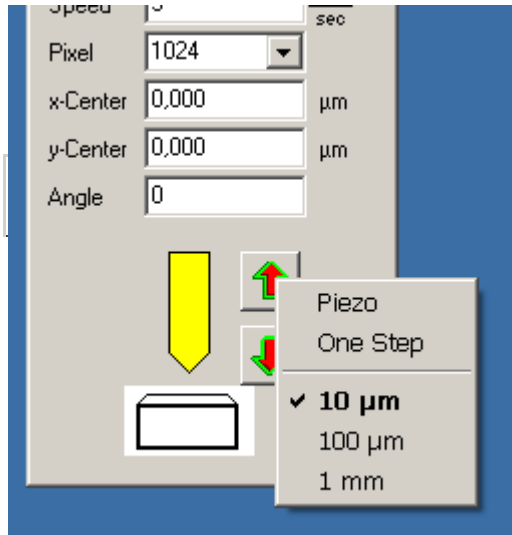 Speed
sec
Pixel 1024
x-Center 0,000 µm
y-Center 0,000 µm
Angle 0
Piezo
One Step
10 µm
100 µm
1 mm